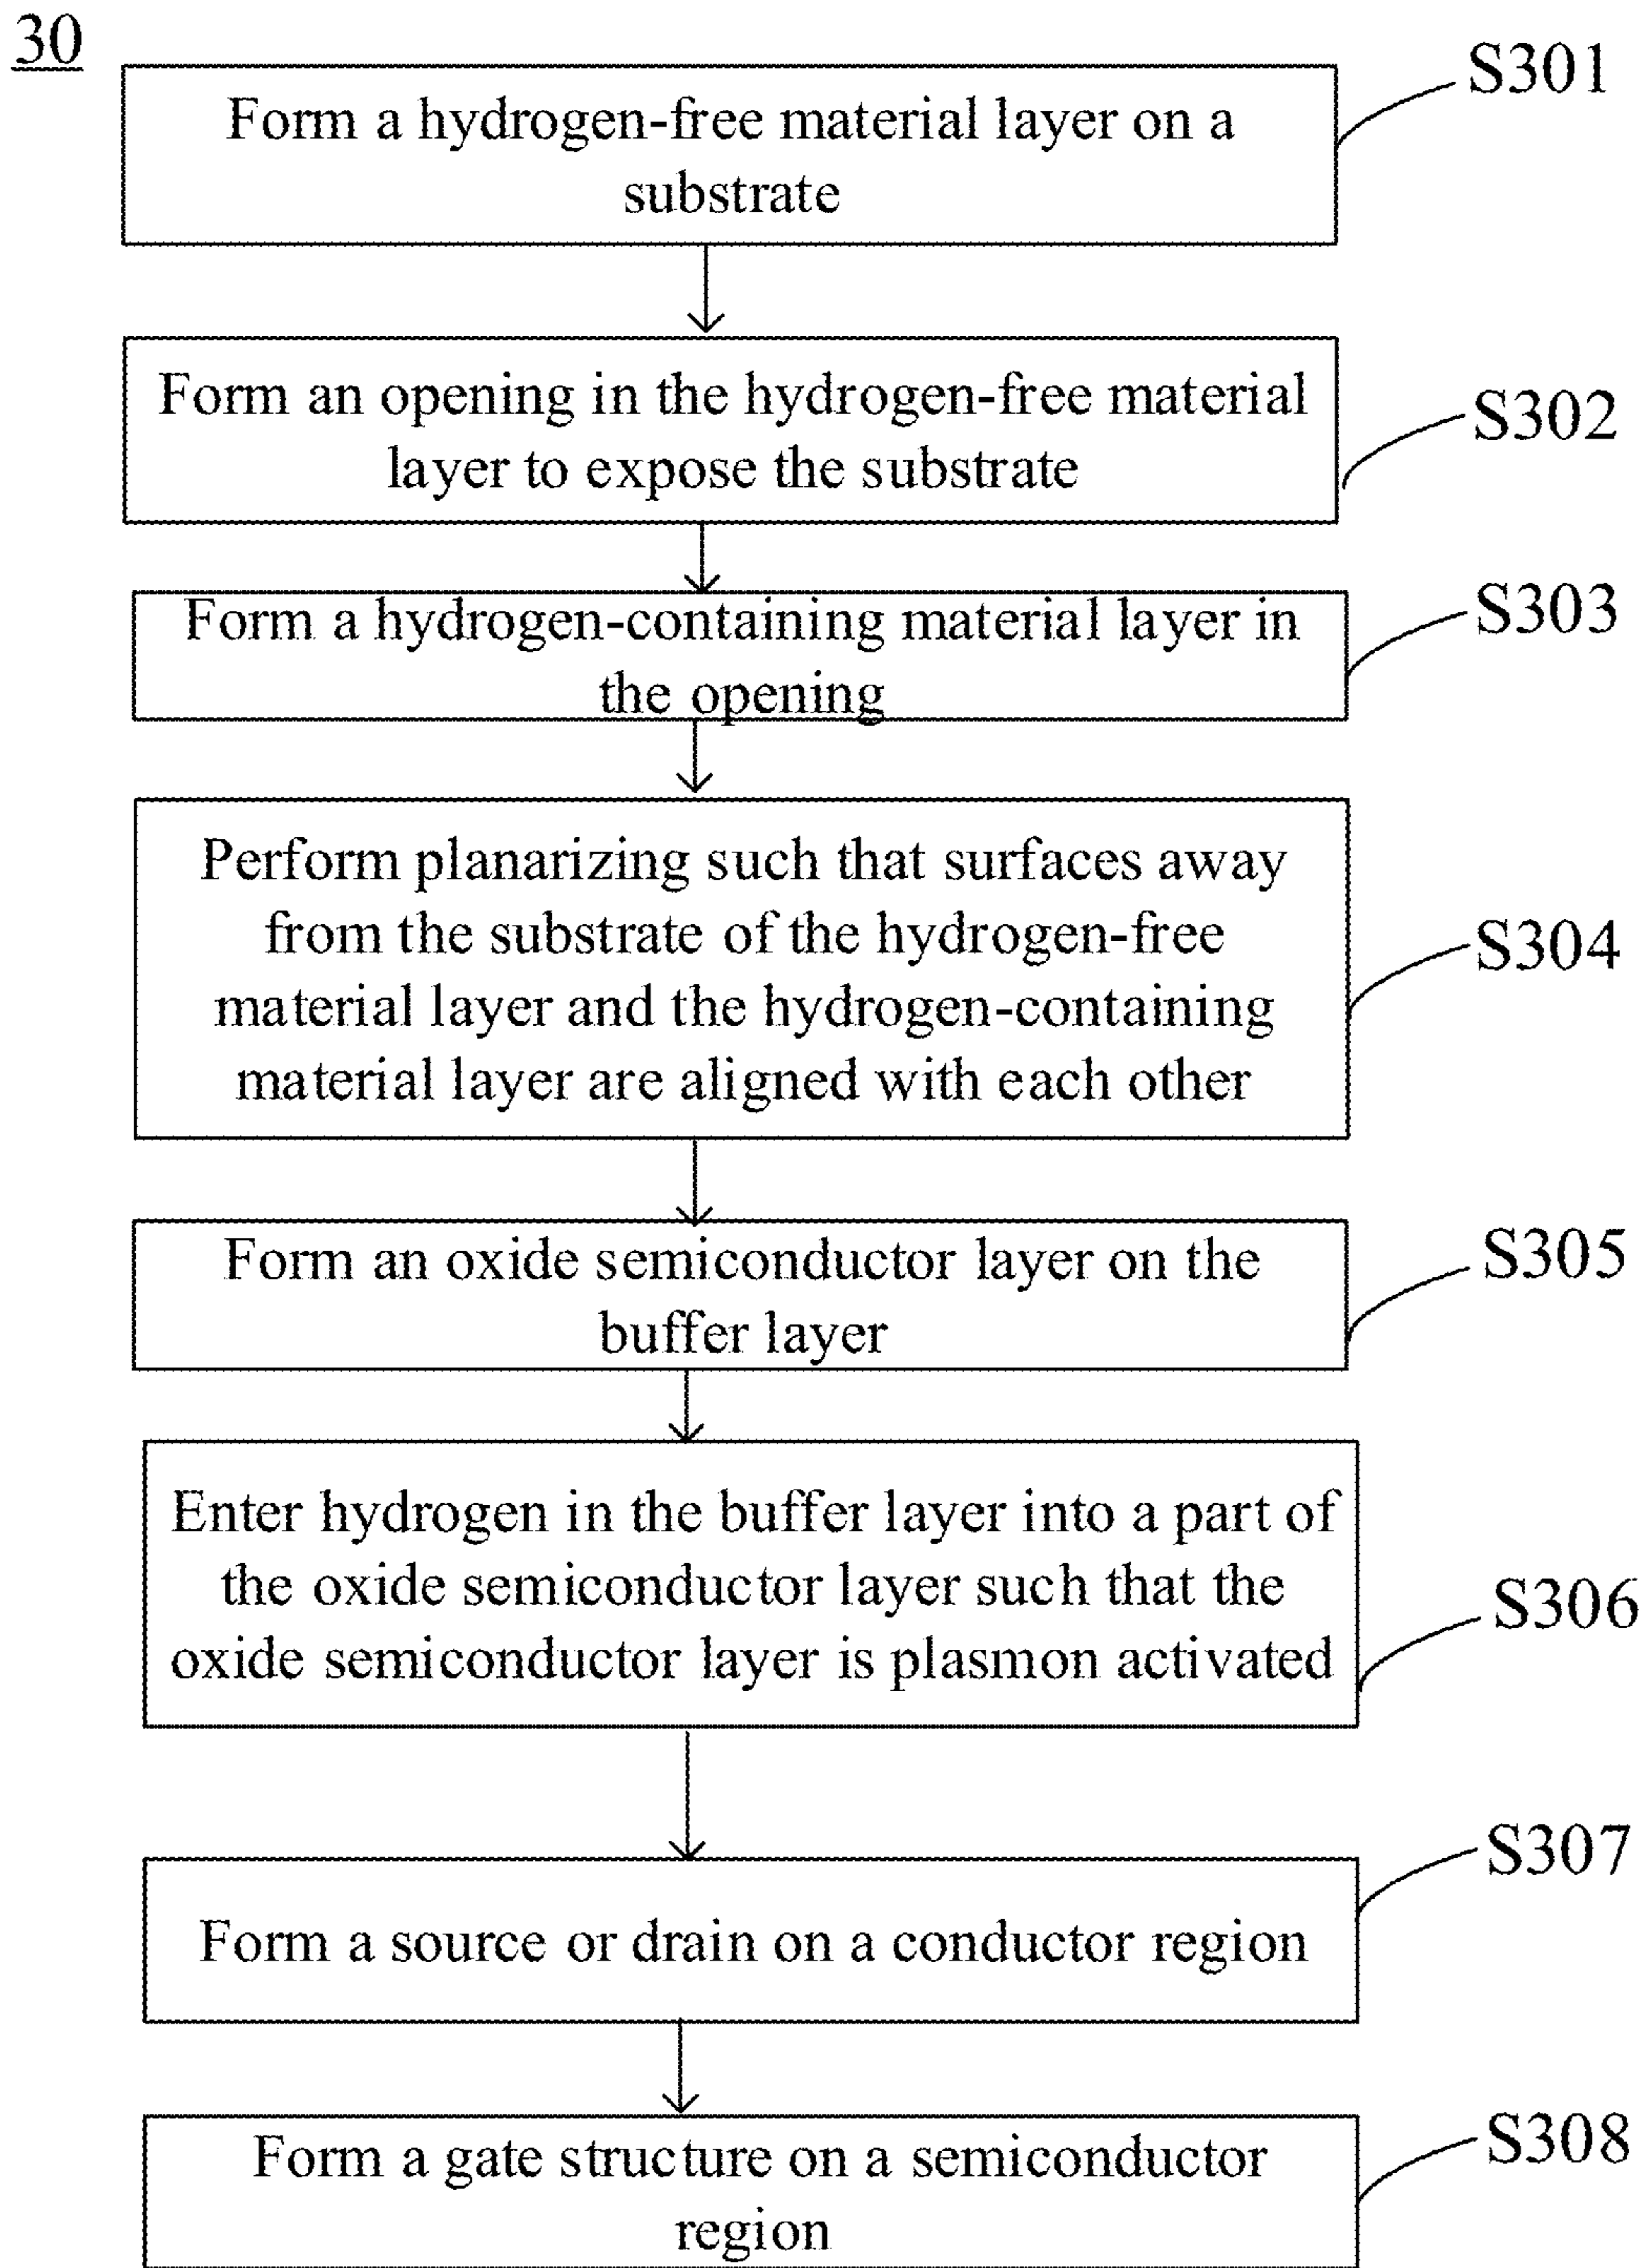 30
S301
Form a hydrogen-free material layer on a
substrate
S302
Form an opening in the hydrogen-free material
layer to expose the substrate
S303
Form a hydrogen-containing material layer in
the opening
S304
Perform planarizing such that surfaces away
from the substrate of the hydrogen-free
material layer and the hydrogen-containing
material layer are aligned with each other
S305
Form an oxide semiconductor layer on the
buffer layer
S306
Enter hydrogen in the buffer layer into a part of
the oxide semiconductor layer such that the
oxide semiconductor layer is plasmon activated
S307
Form a source or drain on a conductor region
S308
Form a gate structure on a semiconductor
region